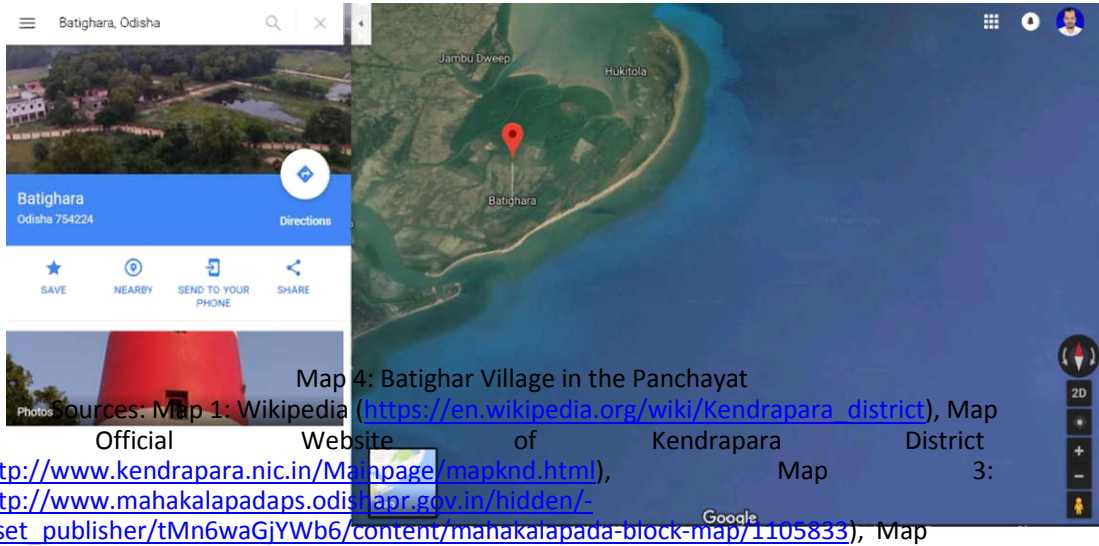 Batighara, Odisha
Jambu Dweep
Hukitola
Batighara
Batighara
Odisha 754224
Directions
SAVE
NEARBY
SEND TO YOUR
PHONE
SHARE
Photos
2D
Google
Map 4: Batighar Village in the Panchayat
Sources: Map 1: Wikipedia (https://en.wikipedia.org/wiki/Kendrapara_district), Map
Official Website of Kendrapara District
tp://www.kendrapara.nic.in/Mainpage/mapknd.html), Map 3:
tp://www.mahakalapadaps.odishapr.gov.in/hidden/-
set_publisher/tMn6waGjYWb6/content/mahakalapada-block-map/1105833), Map